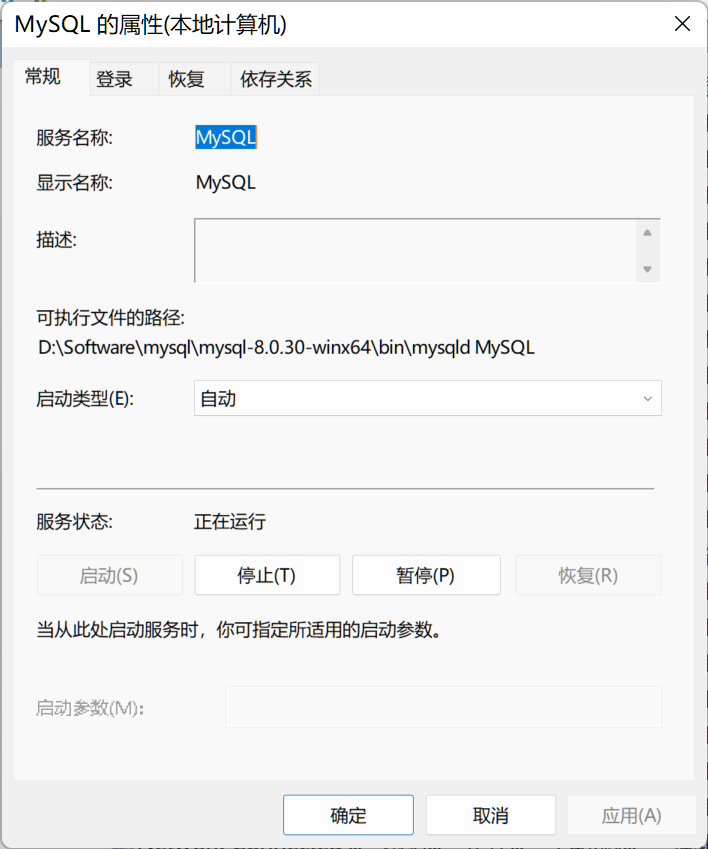 MySQL 的属性(本地计算机)
常规 登录 恢复 依存关系
服务名称: MySQL
显示名称: MySQL
描述:
可执行文件的路径:
D:\Software\mysql\mysql-8.0.30-winx64\bin\mysqld MySQL
启动类型(E): 自动
服务状态: 正在运行
启动(S) 停止(T) 暂停(P) 恢复(R)
当从此处启动服务时，你可指定所适用的启动参数。
启动参数(M):
确定 取消 应用(A)